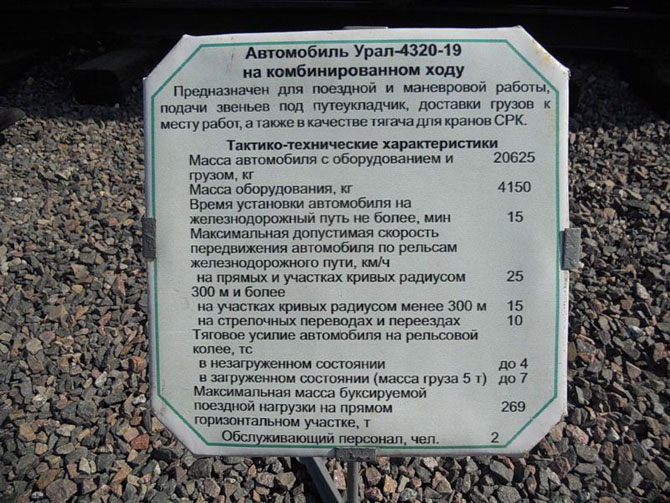 Автомобиль Урал-4320-19
на комбинированном ходу
Предназначен для поездной и маневровой работы,
подачи звеньев под путеукладчик, доставки грузов к
месту работ, а также в качестве тягача для кранов СРК.
Тактико-технические характеристики
Масса автомобиля с оборудованием и 20625
грузом, кг
Масса оборудования, кг 4150
Время установки автомобиля на
железнодорожный путь не более, мин 15
Максимальная допустимая скорость
передвижения автомобиля по рельсам
железнодорожного пути, км/ч
на прямых и участках кривых радиусом 25
300 м и более
на участках кривых радиусом менее 300 м 15
на стрелочных переводах и переездах 10
Тяговое усилие автомобиля на рельсовой
колее, тс
в незагруженном состоянии до 4
в загруженном состоянии (масса груза 5 т) до 7
Максимальная масса буксируемой
поездной нагрузки на прямом 269
горизонтальном участке, т
Обслуживающий персонал, чел. 2